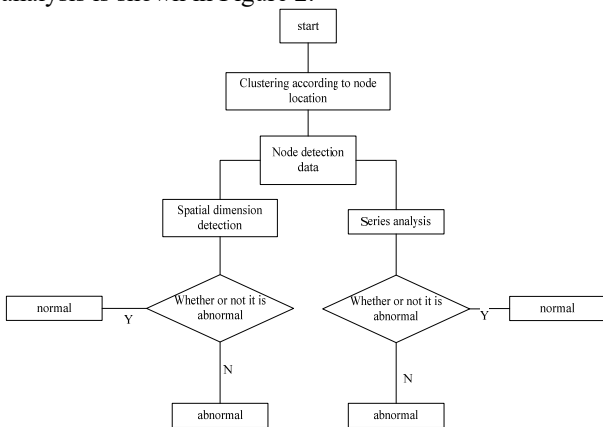 analysis is shown in Figure 2.
start
Clustering according to node
location
Node detection
data
Spatial dimension
detection
Series analysis
Whether or not it is
abnormal
Whether or not it is
abnormal
normal
Y
Y
normal
N
N
abnormal
abnormal